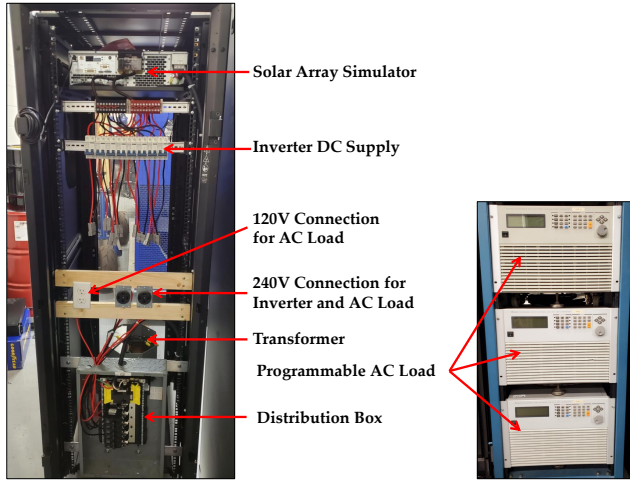 Solar Array Simulator
Inverter DC Supply
120V Connection
for AC Load
240V Connection for
Inverter and AC Load
Transformer
Programmable AC Load
Distribution Box